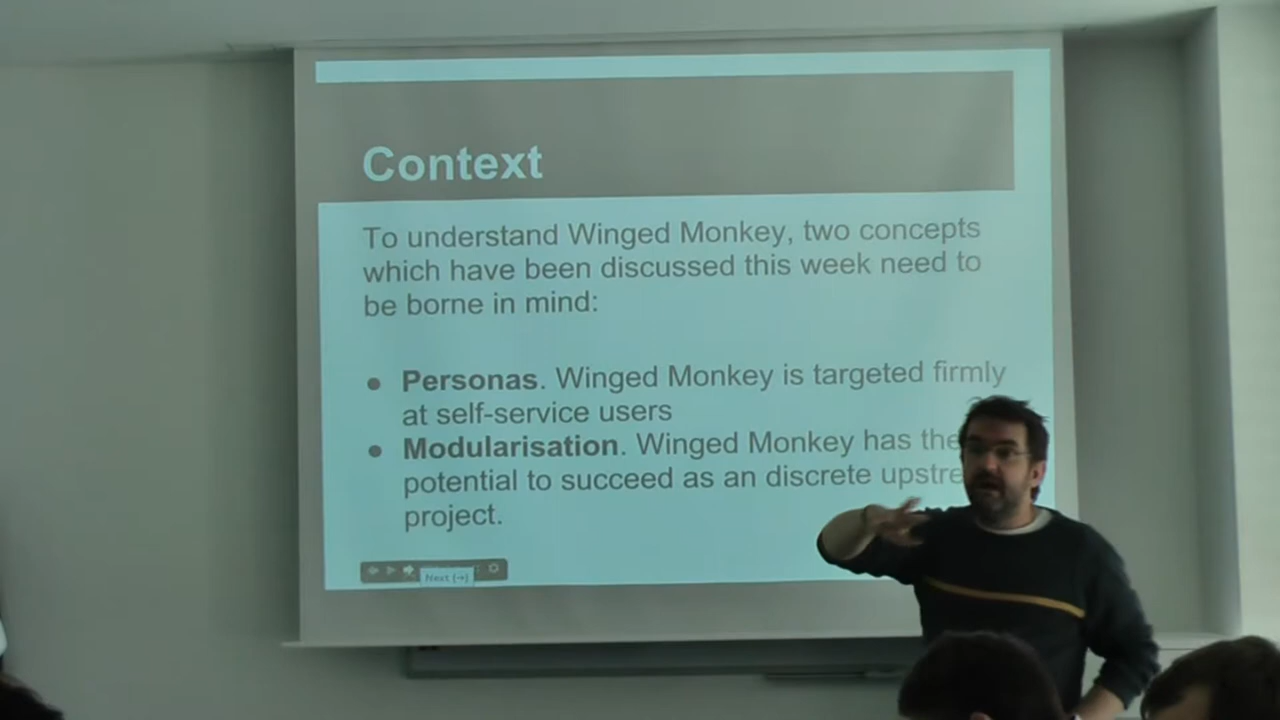 Context
To understand Winged Monkey, two concepts
which have been discussed this week need to
be borne in mind:
● Personas. Winged Monkey is targeted firmly
at self-service users
● Modularisation. Winged Monkey has the
potential to succeed as an discrete
project.
Next (→)